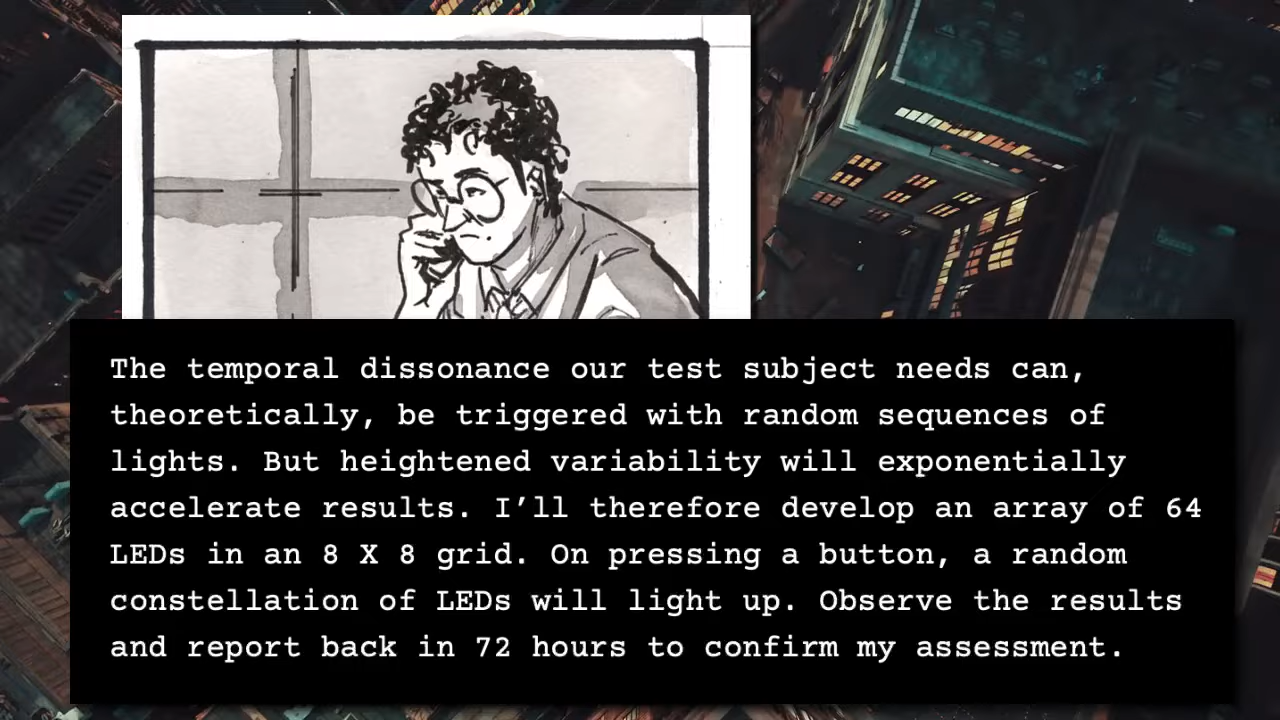 The temporal dissonance our test subject needs can,
theoretically, be triggered with random sequences of
lights. But heightened variability will exponentially
accelerate results. I’ll therefore develop an array of 64
LEDs in an 8 X 8 grid. On pressing a button, a random
constellation of LEDs will light up. Observe the results
and report back in 72 hours to confirm my assessment.